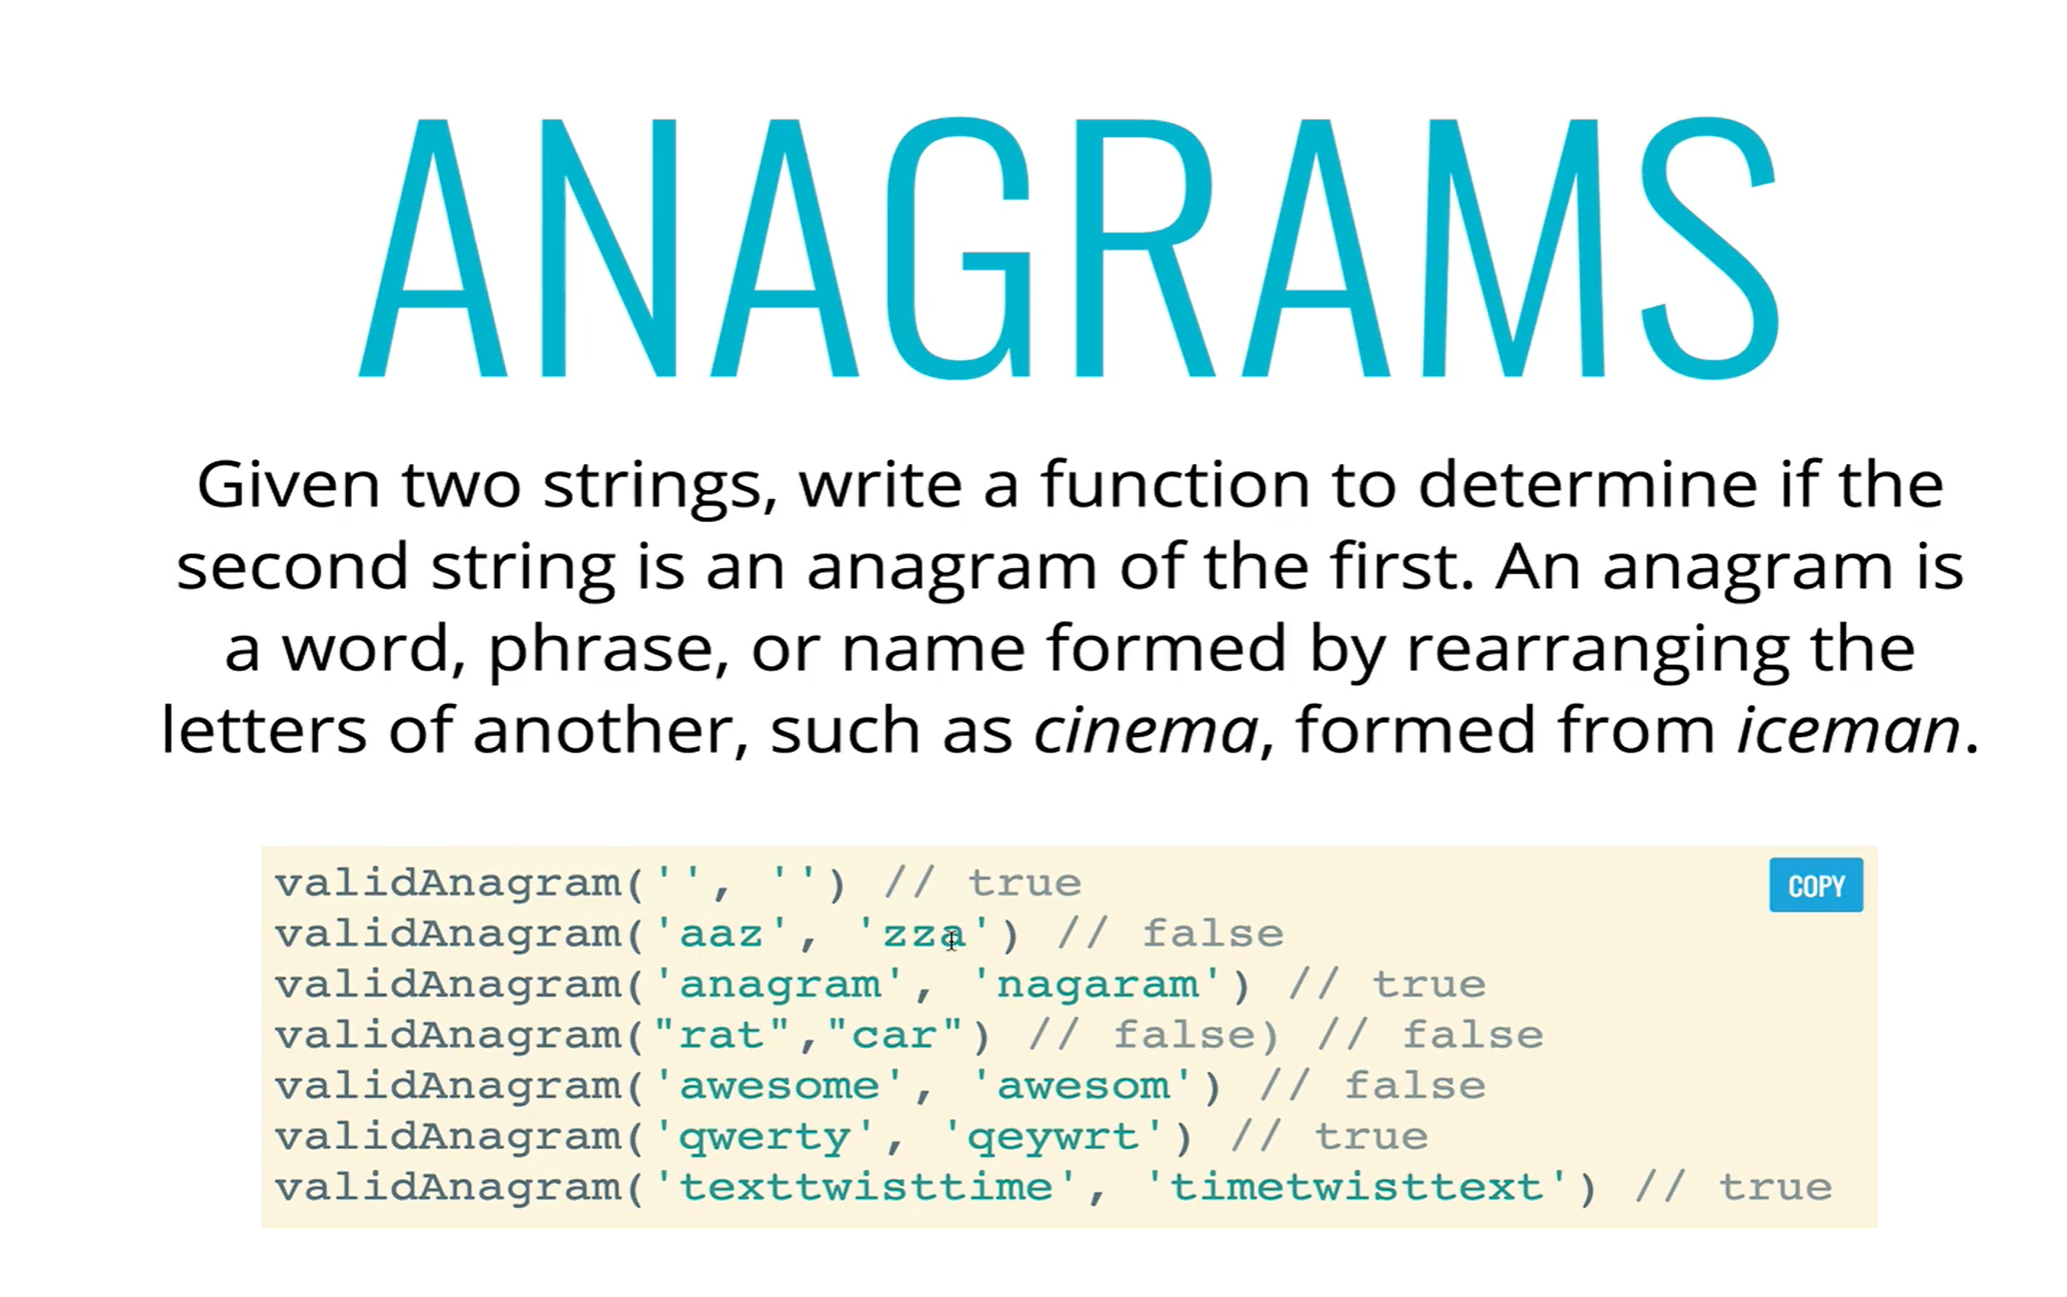 ANAGRAMS
Given two strings, write a function to determine if the
second string is an anagram of the first. An anagram is
a word, phrase, or name formed by rearranging the
letters of another, such as cinema, formed from iceman.
validAnagram('', '') // true
COPY
validAnagram('aaz', 'zza') // false
validAnagram('anagram', 'nagaram') // true
validAnagram("rat","car") // false) // false
validAnagram('awesome', 'awesom') // false
validAnagram('qwerty', 'qeywrt') // true
validAnagram('texttwisttime', 'timetwisttext') // true